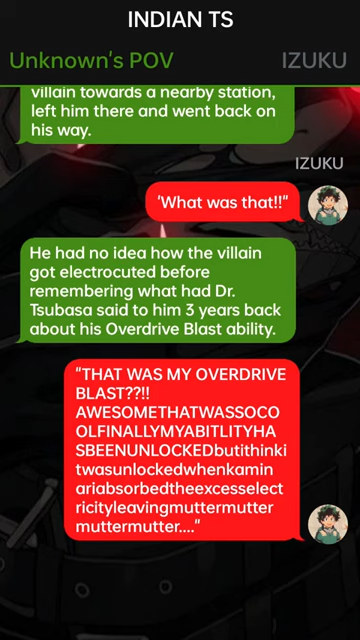 INDIAN TS
Unknown's POV IZUKU
villain towards a nearby station,
left him there and went back on
his way.
IZUKU
'What was that!!"
He had no idea how the villain
got electrocuted before
remembering what had Dr.
Tsubasa said to him 3 years back
about his Overdrive Blast ability.
"THAT WAS MY OVERDRIVE
BLAST??!!
AWESOMETHATWASSOCO
OLFINALLYMYABITLITYHA
SBEENUNLOCKEDbutithinki
twasunlockedwhenkamin
ariabsorbedtheexcesselect
ricityleavingmuttermutter
muttermutter...."